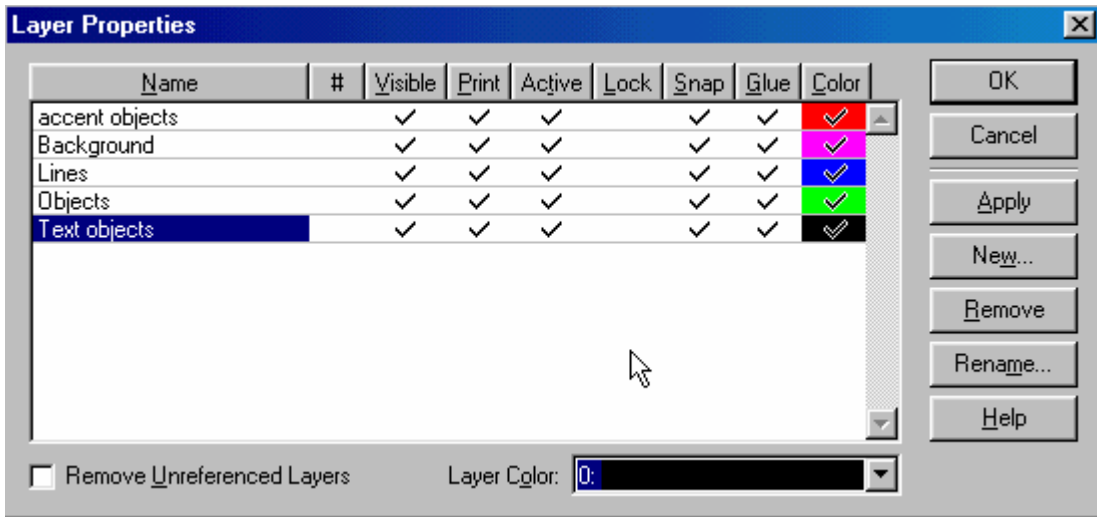 Layer Properties
Name # Visible Print Active Lock Snap Glue Color
accent objects
Background
Lines
Objects
Text objects
OK
Cancel
Apply
New...
Remove
Rename...
Help
Remove Unreferenced Layers
Layer Color: 0: